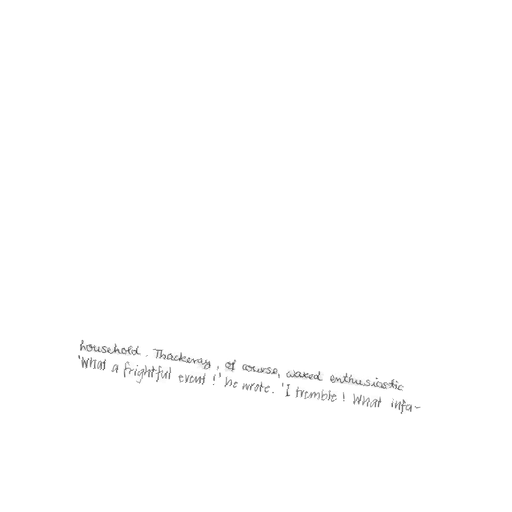 household. Thackeray, of course, waxed enthusiastic
'What a frightful event!' he wrote. 'I tremble! What infa-